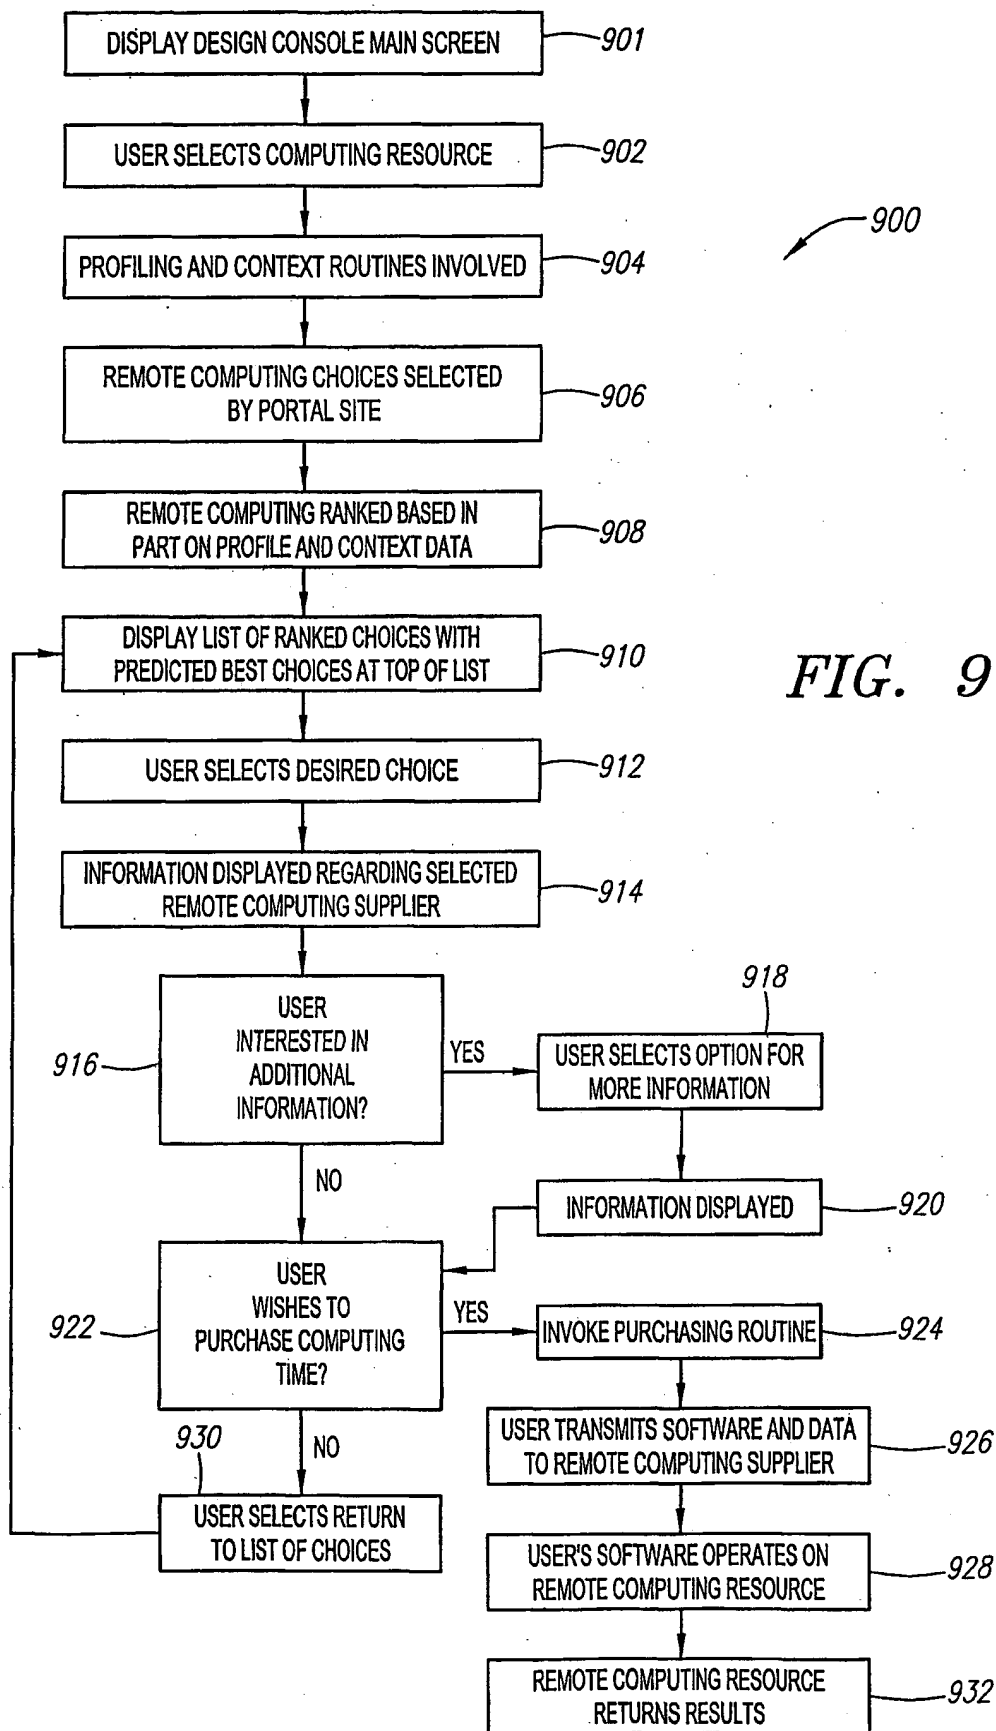 DISPLAY DESIGN CONSOLE MAIN SCREEN
901
USER SELECTS COMPUTING RESOURCE
902
900
PROFILING AND CONTEXT ROUTINES INVOLVED
904
REMOTE COMPUTING CHOICES SELECTED
BY PORTAL SITE
906
REMOTE COMPUTING RANKED BASED IN
PART ON PROFILE AND CONTEXT DATA
908
DISPLAY LIST OF RANKED CHOICES WITH
PREDICTED BEST CHOICES AT TOP OF LIST
910
FIG. 9
USER SELECTS DESIRED CHOICE
912
INFORMATION DISPLAYED REGARDING SELECTED
REMOTE COMPUTING SUPPLIER
914
USER
INTERESTED IN
ADDITIONAL
INFORMATION?
916
YES
918
USER SELECTS OPTION FOR
MORE INFORMATION
NO
INFORMATION DISPLAYED
920
USER
WISHES TO
PURCHASE COMPUTING
TIME?
922
YES
INVOKE PURCHASING ROUTINE
924
NO
930
USER SELECTS RETURN
TO LIST OF CHOICES
USER TRANSMITS SOFTWARE AND DATA
TO REMOTE COMPUTING SUPPLIER
926
USER'S SOFTWARE OPERATES ON
REMOTE COMPUTING RESOURCE
928
REMOTE COMPUTING RESOURCE
RETURNS RESULTS
932